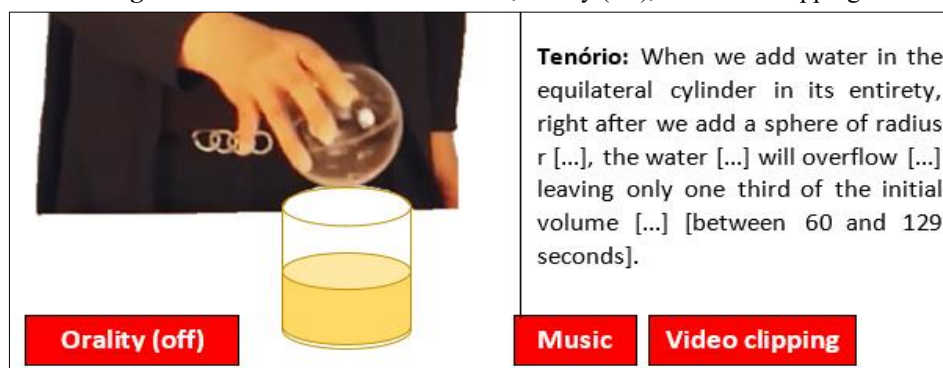 Tenório: When we add water in the
equilateral cylinder in its entirety,
right after we add a sphere of radius
r [...], the water [...] will overflow [...]
leaving only one third of the initial
volume [...] [between 60 and 129
seconds].
Orality (off)
Music
Video clipping